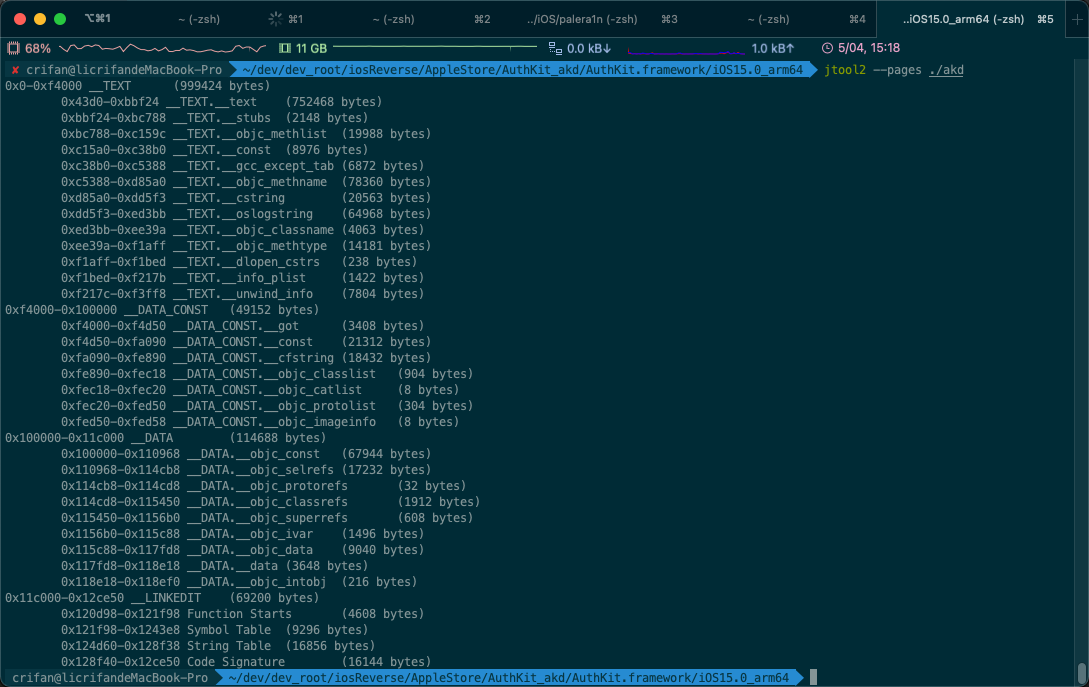 ⌥⌘1 ~ (-zsh) ⌘1 ~ (-zsh) ⌘2 ../iOS/palera1n (-zsh) ⌘3 ~ (-zsh) ⌘4 ..iOS15.0_arm64 (-zsh) ⌘5 +
68% 11 GB 0.0 kB↓ 1.0 kB↑ 5/04, 15:18
✘ crifan@licrifandeMacBook-Pro ~/dev/dev_root/iosReverse/AppleStore/AuthKit_akd/AuthKit.framework/iOS15.0_arm64 jtool2 --pages ./akd
0x0-0xf4000 __TEXT (999424 bytes)
0x43d0-0xbbf24 __TEXT.__text (752468 bytes)
0xbbf24-0xbc788 __TEXT.__stubs (2148 bytes)
0xbc788-0xc159c __TEXT.__objc_methlist (19988 bytes)
0xc15a0-0xc38b0 __TEXT.__const (8976 bytes)
0xc38b0-0xc5388 __TEXT.__gcc_except_tab (6872 bytes)
0xc5388-0xd85a0 __TEXT.__objc_methname (78360 bytes)
0xd85a0-0xdd5f3 __TEXT.__cstring (20563 bytes)
0xdd5f3-0xed3bb __TEXT.__oslogstring (64968 bytes)
0xed3bb-0xee39a __TEXT.__objc_classname (4063 bytes)
0xee39a-0xf1aff __TEXT.__objc_methtype (14181 bytes)
0xf1aff-0xf1bed __TEXT.__dlopen_cstrs (238 bytes)
0xf1bed-0xf217b __TEXT.__info_plist (1422 bytes)
0xf217c-0xf3ff8 __TEXT.__unwind_info (7804 bytes)
0xf4000-0x100000 __DATA_CONST (49152 bytes)
0xf4000-0xf4d50 __DATA_CONST.__got (3408 bytes)
0xf4d50-0xfa090 __DATA_CONST.__const (21312 bytes)
0xfa090-0xfe890 __DATA_CONST.__cfstring (18432 bytes)
0xfe890-0xfec18 __DATA_CONST.__objc_classlist (904 bytes)
0xfec18-0xfec20 __DATA_CONST.__objc_catlist (8 bytes)
0xfec20-0xfed50 __DATA_CONST.__objc_protolist (304 bytes)
0xfed50-0xfed58 __DATA_CONST.__objc_imageinfo (8 bytes)
0x100000-0x11c000 __DATA (114688 bytes)
0x100000-0x110968 __DATA.__objc_const (67944 bytes)
0x110968-0x114cb8 __DATA.__objc_selrefs (17232 bytes)
0x114cb8-0x114cd8 __DATA.__objc_protorefs (32 bytes)
0x114cd8-0x115450 __DATA.__objc_classrefs (1912 bytes)
0x115450-0x1156b0 __DATA.__objc_superrefs (608 bytes)
0x1156b0-0x115c88 __DATA.__objc_ivar (1496 bytes)
0x115c88-0x117fd8 __DATA.__objc_data (9040 bytes)
0x117fd8-0x118e18 __DATA.__data (3648 bytes)
0x118e18-0x118ef0 __DATA.__objc_intobj (216 bytes)
0x11c000-0x12ce50 __LINKEDIT (69200 bytes)
0x120d98-0x121f98 Function Starts (4608 bytes)
0x121f98-0x1243e8 Symbol Table (9296 bytes)
0x124d60-0x128f38 String Table (16856 bytes)
0x128f40-0x12ce50 Code Signature (16144 bytes)
crifan@licrifandeMacBook-Pro ~/dev/dev_root/iosReverse/AppleStore/AuthKit_akd/AuthKit.framework/iOS15.0_arm64